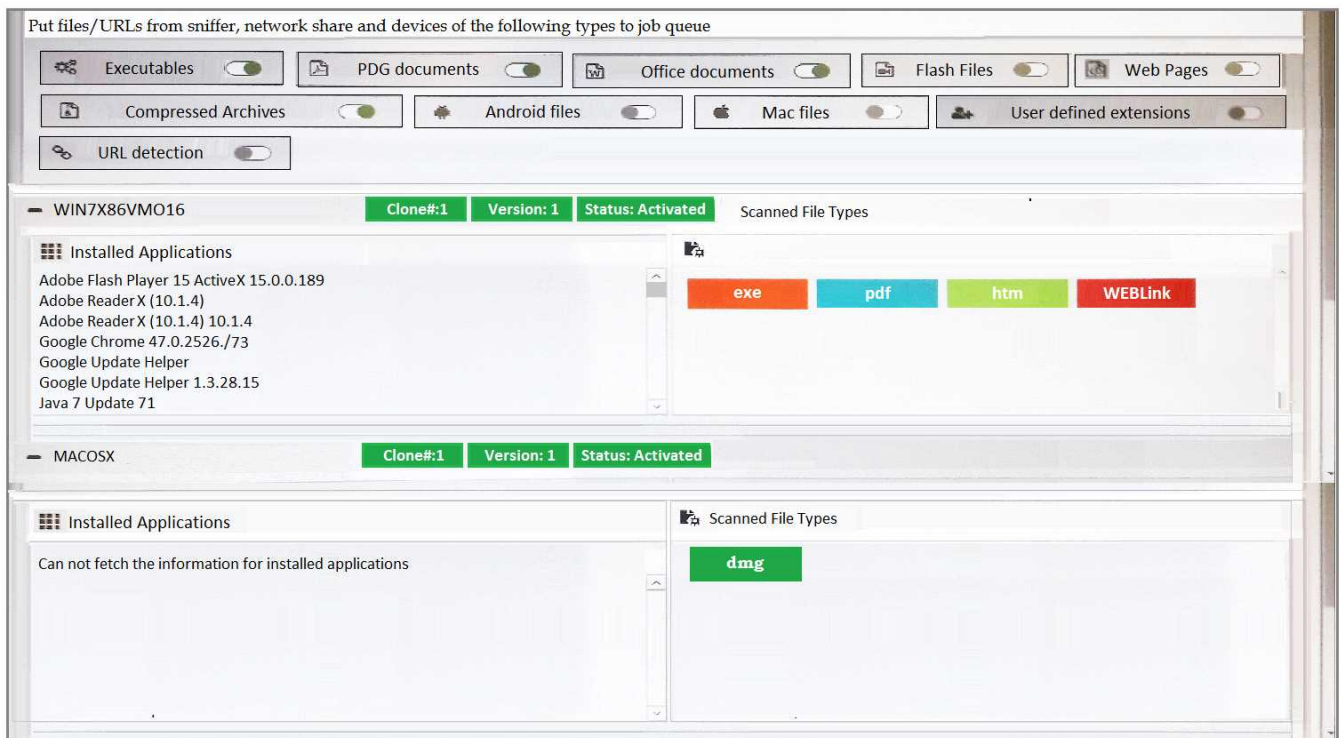 Put files/URLs from sniffer, network share and devices of the following types to job queue
Executables
PDG documents
Office documents
Flash Files
Web Pages
Compressed Archives
Android files
Mac files
User defined extensions
URL detection
WIN7X86VMO16 Clone#:1 Version: 1 Status: Activated Scanned File Types
Installed Applications
Adobe Flash Player 15 ActiveX 15.0.0.189
Adobe Reader X (10.1.4)
Adobe Reader X (10.1.4) 10.1.4
Google Chrome 47.0.2526./73
Google Update Helper
Google Update Helper 1.3.28.15
Java 7 Update 71
exe pdf htm WEBLink
MACOSX Clone#:1 Version: 1 Status: Activated
Installed Applications
Can not fetch the information for installed applications
Scanned File Types
dmg